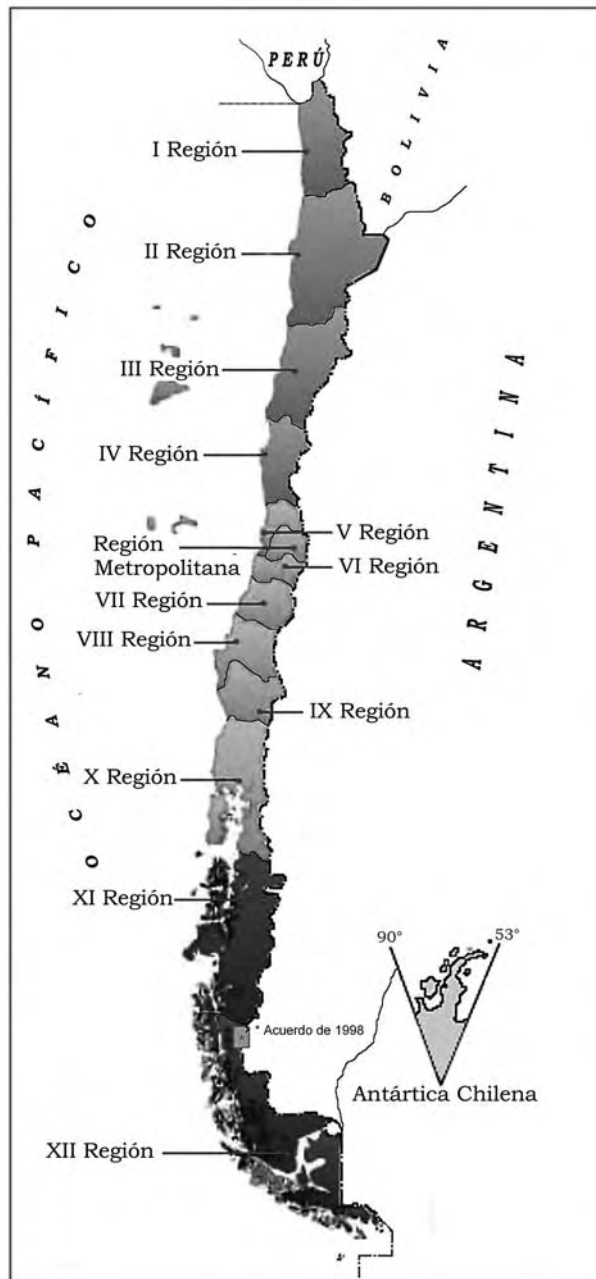 PERÚ
BOLIVIA
I Región
II Región
OCÉANO PACÍFICO
III Región
ARGENTINA
IV Región
V Región
Región
Metropolitana
VI Región
VII Región
VIII Región
IX Región
X Región
XI Región
90°
53°
* Acuerdo de 1998
Antártica Chilena
XII Región